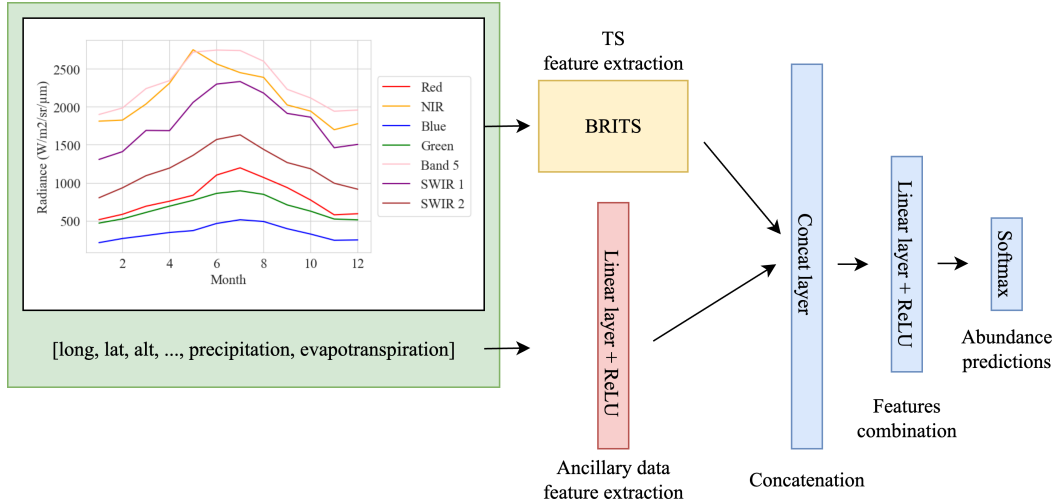 2500
2000
1500
1000
500
2 4 6 8 10 12
Month
Radiance (W/m2/sr/μm)
Red
NIR
Blue
Green
Band 5
SWIR 1
SWIR 2
[long, lat, alt, ..., precipitation, evapotranspiration]
TS
feature extraction
BRITS
Linear layer + ReLU
Ancillary data
feature extraction
Concat layer
Concatenation
Linear layer + ReLU
Features
combination
Softmax
Abundance
predictions